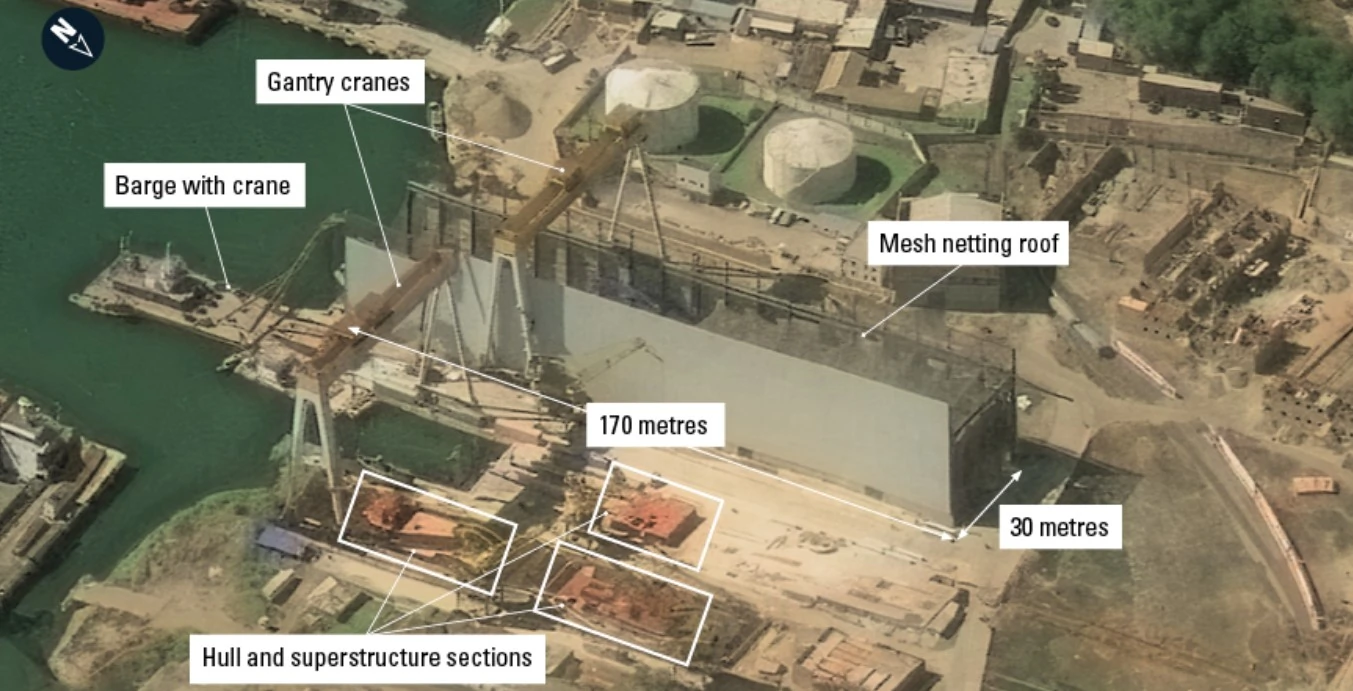 N
Gantry cranes
Barge with crane
Mesh netting roof
170 metres
30 metres
Hull and superstructure sections